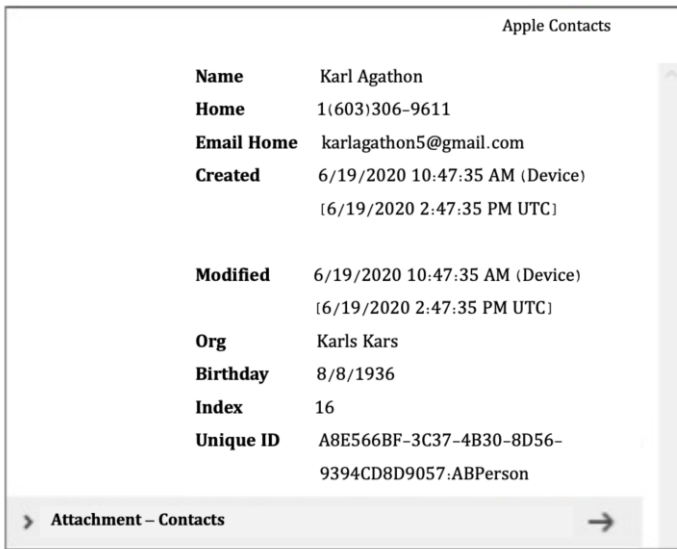 Apple Contacts
Name Karl Agathon
Home 1(603)306-9611
Email Home karlagathon5@gmail.com
Created 6/19/2020 10:47:35 AM (Device)
[6/19/2020 2:47:35 PM UTC]
Modified 6/19/2020 10:47:35 AM (Device)
[6/19/2020 2:47:35 PM UTC]
Org Karls Kars
Birthday 8/8/1936
Index 16
Unique ID A8E566BF-3C37-4B30-8D56-
9394CD8D9057:ABPerson
Attachment – Contacts